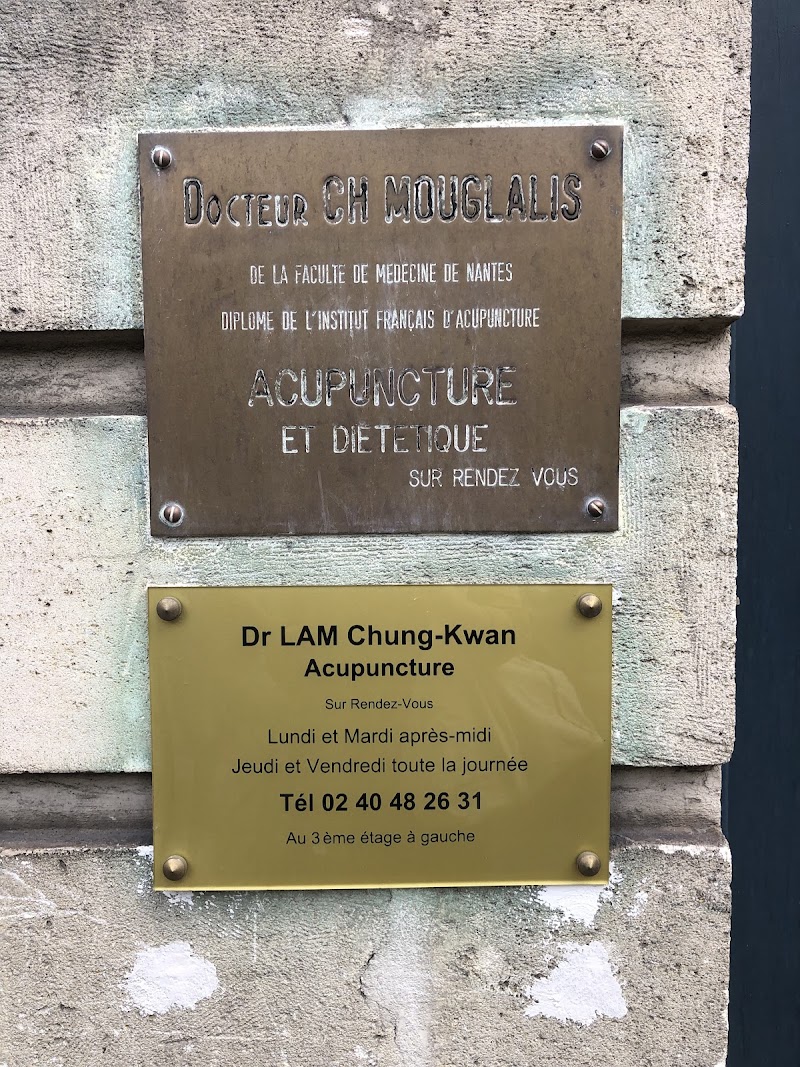 DOCTEUR CH MOUGLALIS
DE LA FACULTE DE MEDECINE DE NANTES
DIPLOME DE L'INSTITUT FRANÇAIS D'ACUPUNCTURE
ACUPUNCTURE
ET DIETETIQUE
SUR RENDEZ VOUS
Dr LAM Chung-Kwan
Acupuncture
Sur Rendez-Vous
Lundi et Mardi après-midi
Jeudi et Vendredi toute la journée
Tél 02 40 48 26 31
Au 3 ème étage à gauche